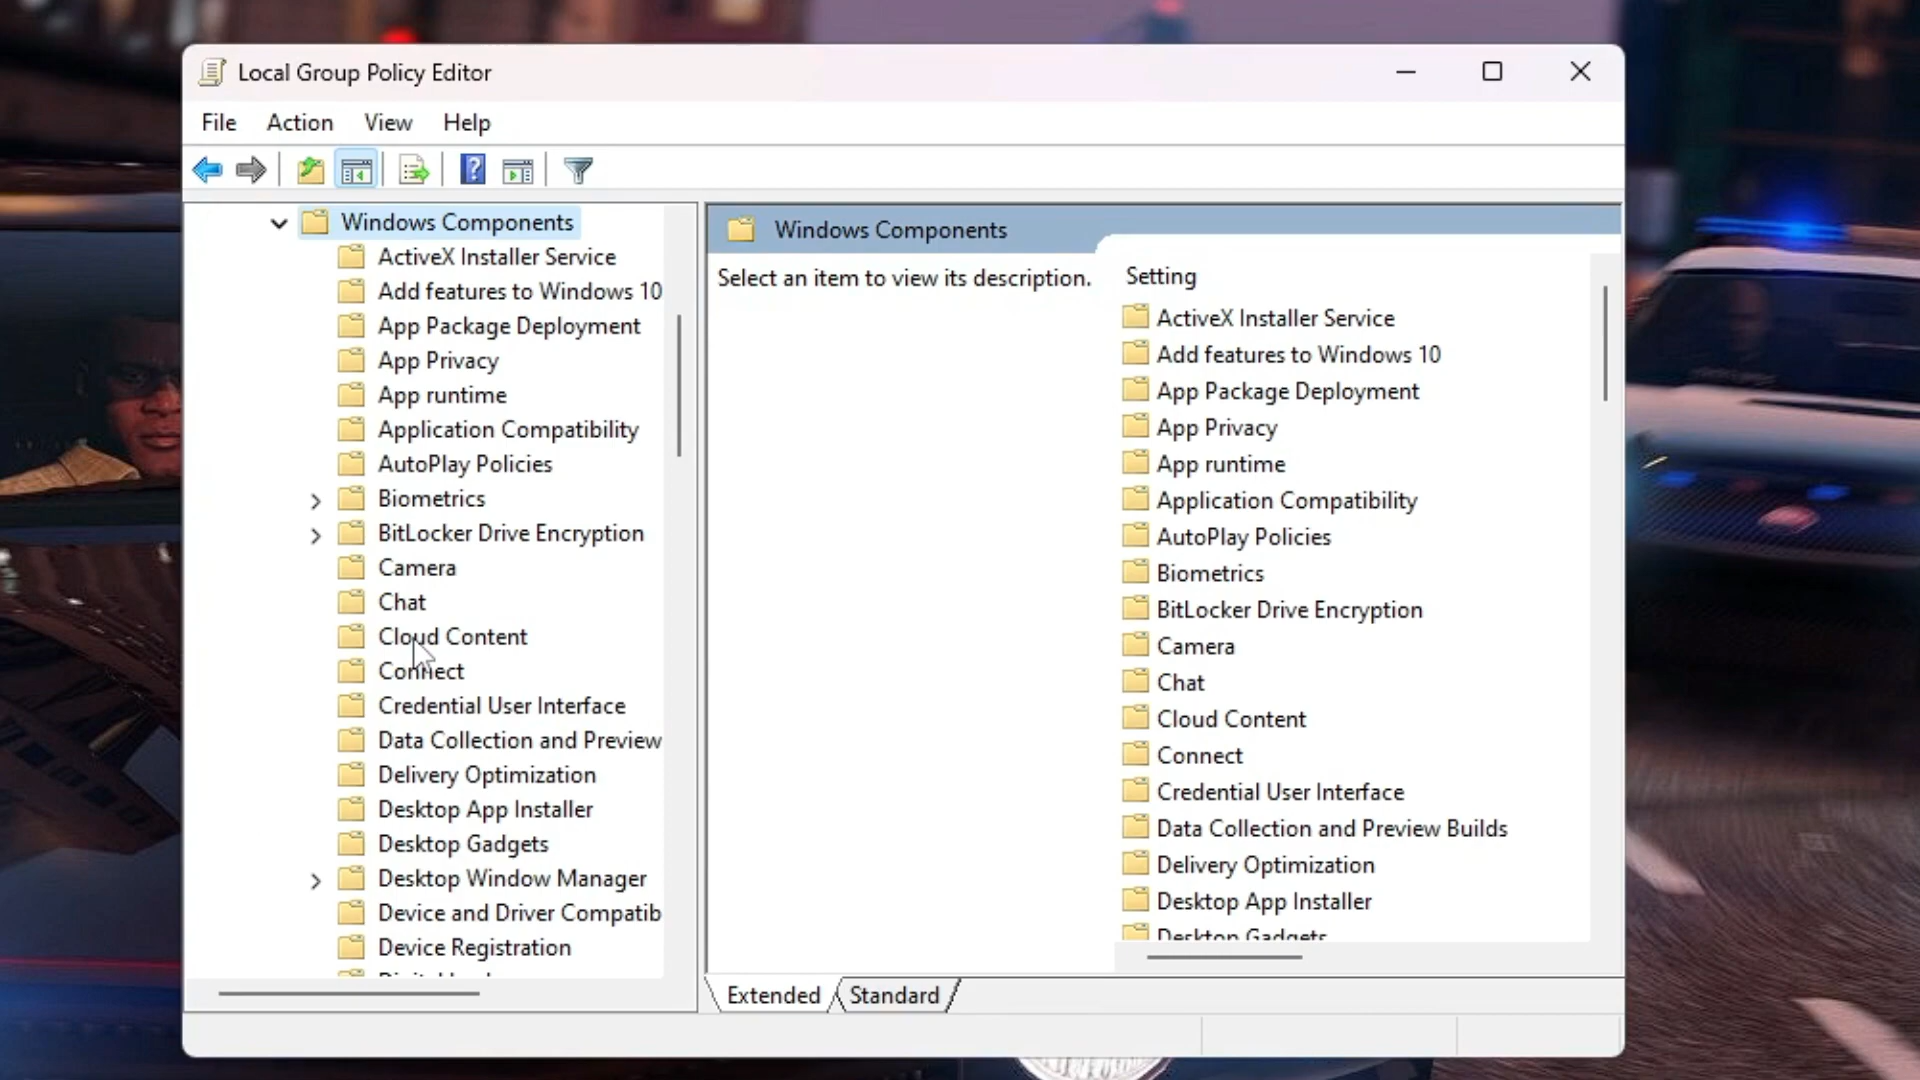 Local Group Policy Editor
File Action View Help
Windows Components
ActiveX Installer Service
Add features to Windows 10
App Package Deployment
App Privacy
App runtime
Application Compatibility
AutoPlay Policies
Biometrics
BitLocker Drive Encryption
Camera
Chat
Cloud Content
Connect
Credential User Interface
Data Collection and Preview
Delivery Optimization
Desktop App Installer
Desktop Gadgets
Desktop Window Manager
Device and Driver Compatib
Device Registration
Windows Components
Select an item to view its description.
Setting
ActiveX Installer Service
Add features to Windows 10
App Package Deployment
App Privacy
App runtime
Application Compatibility
AutoPlay Policies
Biometrics
BitLocker Drive Encryption
Camera
Chat
Cloud Content
Connect
Credential User Interface
Data Collection and Preview Builds
Delivery Optimization
Desktop App Installer
Desktop Gadgets
Extended Standard